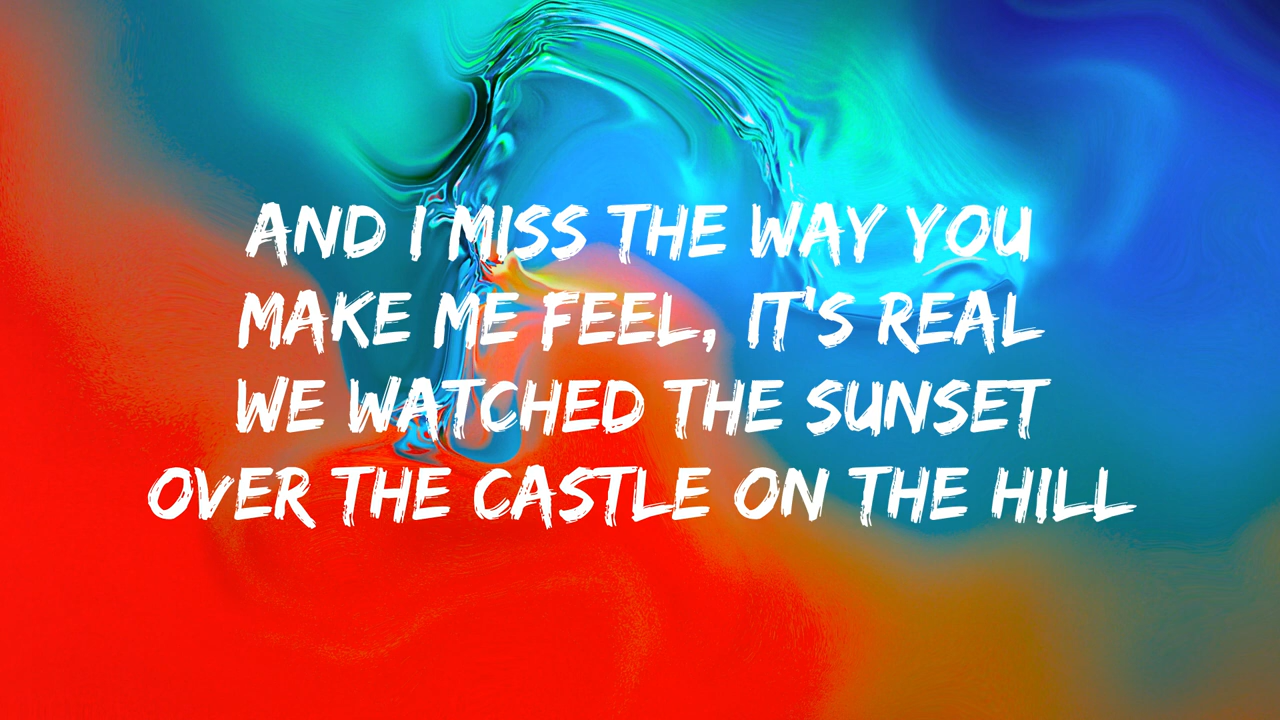 AND I MISS THE WAY YOU
MAKE ME FEEL, IT'S REAL
WE WATCHED THE SUNSET
OVER THE CASTLE ON THE HILL